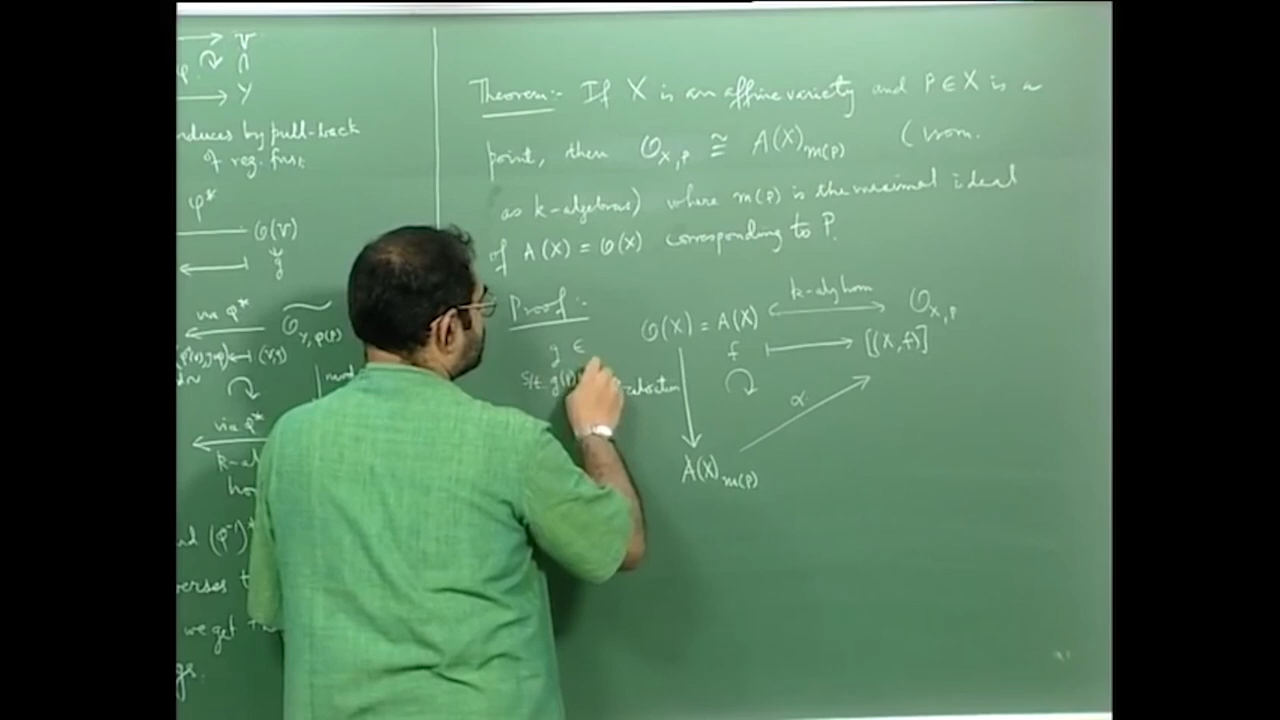 V
φ
∩
Y
induces by pull-back
of reg. fns.
φ*
O(V)
g
via φ*
O_{Y,φ(P)}
(V,g)
via φ*
k-al
verses t
we get th
Theorem:- If X is an affine variety and P ∈ X is a
point, then O_{X,P} ≅ A(X)_{m(P)} (isom.
as k-algebras) where m(P) is the maximal ideal
of A(X) = O(X) corresponding to P.
Proof:-
O(X) = A(X) k-alg hom O_{X,P}
g ∈ f [(X,f)]
s/t g(P)
α
A(X)_{m(P)}